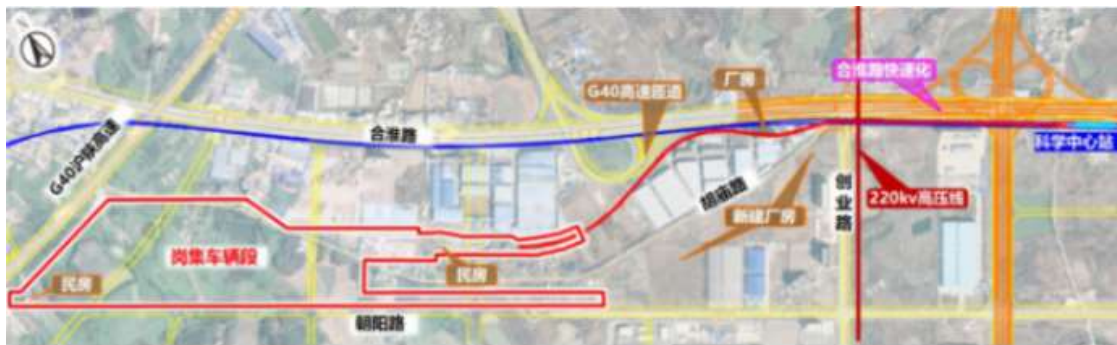 合淮路快速化
厂房
G40高速匝道
合淮路
G40沪陕高速
科学中心站
胡庙路
创业路
220kv高压线
新建厂房
岗集车辆段
民房
民房
朝阳路